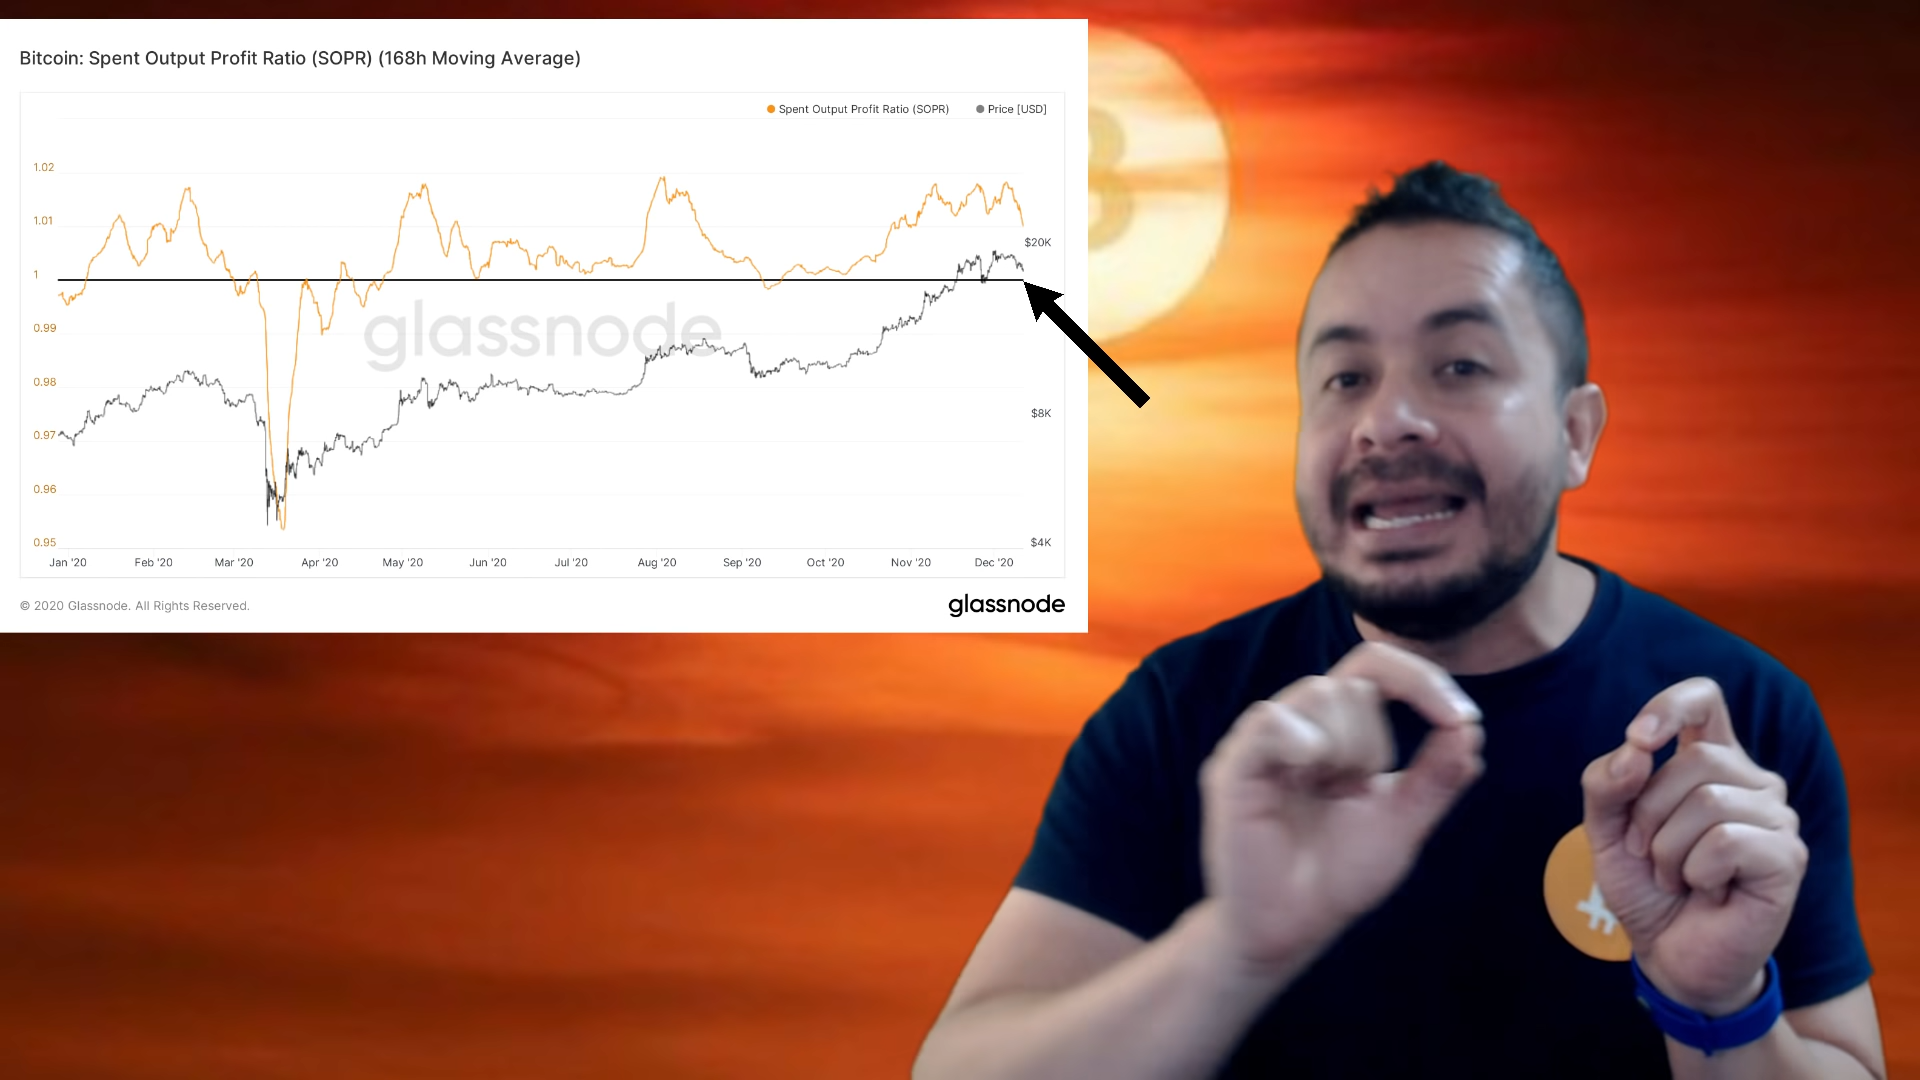 Bitcoin: Spent Output Profit Ratio (SOPR) (168h Moving Average)
Spent Output Profit Ratio (SOPR) Price [USD]
1.02
1.01
1
0.99
0.98
0.97
0.96
0.95
$20K
$8K
$4K
glassnode
Jan '20 Feb '20 Mar '20 Apr '20 May '20 Jun '20 Jul '20 Aug '20 Sep '20 Oct '20 Nov '20 Dec '20
© 2020 Glassnode. All Rights Reserved.
glassnode